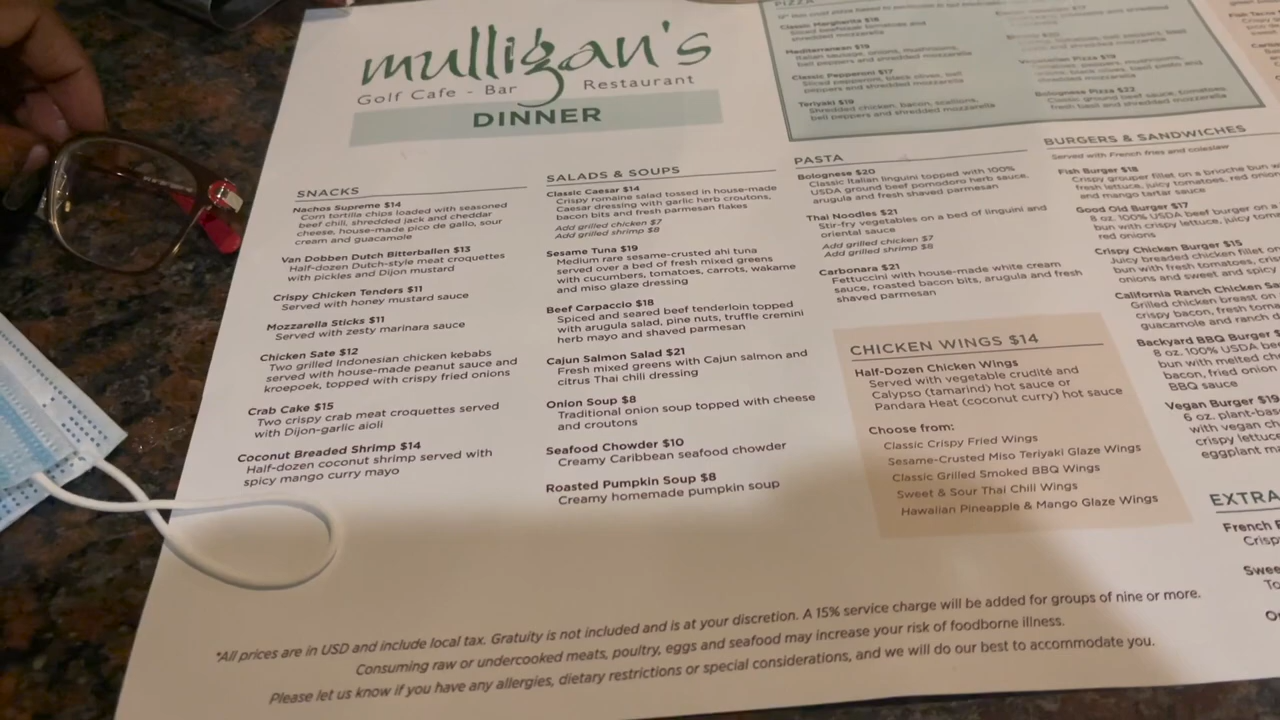 mulligan's
Golf Cafe - Bar Restaurant
DINNER
SNACKS
Nachos Supreme $14
Corn tortilla chips loaded with seasoned
beef chili, shredded jack and cheddar
cheese, house-made pico de gallo, sour
cream and guacamole
Van Dobben Dutch Bitterballen $13
Half-dozen Dutch-style meat croquettes
with pickles and Dijon mustard
Crispy Chicken Tenders $11
Served with honey mustard sauce
Mozzarella Sticks $11
Served with zesty marinara sauce
Chicken Sate $12
Two grilled Indonesian chicken kebabs
served with house-made peanut sauce and
kroepoek, topped with crispy fried onions
Crab Cake $15
Two crispy crab meat croquettes served
with Dijon-garlic aioli
Coconut Breaded Shrimp $14
Half-dozen coconut shrimp served with
spicy mango curry mayo
SALADS & SOUPS
Classic Caesar $14
Crispy romaine salad tossed in house-made
Caesar dressing with garlic herb croutons,
bacon bits and fresh parmesan flakes
Add grilled chicken $7
Add grilled shrimp $8
Sesame Tuna $19
Medium rare sesame-crusted ahi tuna
served over a bed of fresh mixed greens
with cucumbers, tomatoes, carrots, wakame
and miso glaze dressing
Beef Carpaccio $18
Spiced and seared beef tenderloin topped
with arugula salad, pine nuts, truffle cremini
herb mayo and shaved parmesan
Cajun Salmon Salad $21
Fresh mixed greens with Cajun salmon and
citrus Thai chili dressing
Onion Soup $8
Traditional onion soup topped with cheese
and croutons
Seafood Chowder $10
Creamy Caribbean seafood chowder
Roasted Pumpkin Soup $8
Creamy homemade pumpkin soup
PIZZA
Classic Margherita $18
Sliced beefsteak tomatoes and
shredded mozzarella
Mediterranean $19
Italian sausage, onions, mushrooms,
bell peppers and shredded mozzarella
Classic Pepperoni $17
Sliced pepperoni, black olives, bell
peppers and shredded mozzarella
Teriyaki $19
Shredded chicken, bacon, scallions,
bell peppers and shredded mozzarella
Vegetarian Pizza $19
and shredded mozzarella
Bolognese Pizza $22
Classic ground beef sauce, tomatoes
fresh basil and shredded mozzarella
PASTA
Bolognese $20
Classic Italian linguini topped with 100%
USDA ground beef pomodoro herb sauce,
arugula and fresh shaved parmesan
Thai Noodles $21
Stir-fry vegetables on a bed of linguini and
oriental sauce
Add grilled chicken $7
Add grilled shrimp $8
Carbonara $21
Fettuccini with house-made white cream
sauce, roasted bacon bits, arugula and fresh
shaved parmesan
CHICKEN WINGS $14
Half-Dozen Chicken Wings
Served with vegetable crudité and
Calypso (tamarind) hot sauce or
Pandara Heat (coconut curry) hot sauce
Choose from:
Classic Crispy Fried Wings
Sesame-Crusted Miso Teriyaki Glaze Wings
Classic Grilled Smoked BBQ Wings
Sweet & Sour Thai Chili Wings
Hawaiian Pineapple & Mango Glaze Wings
BURGERS & SANDWICHES
Served with French fries and coleslaw
Fish Burger $18
Crispy grouper fillet on a brioche bun
fresh lettuce, juicy tomatoes, red onion
and mango tartar sauce
Good Old Burger $17
8 oz. 100% USDA beef burger on a
bun with crispy lettuce, juicy
red onions
Crispy Chicken Burger $15
Juicy breaded chicken fillet on
bun with fresh tomatoes,
onions and sweet and spicy
California Ranch Chicken
Grilled chicken breast on
crispy bacon, fresh
guacamole and ranch
Backyard BBQ Burger
8 oz. 100% USDA
bun with melted
bacon, fried onion
BBQ sauce
Vegan Burger $19
6 oz. plant-
with vegan
crispy
eggplant
EXTRA
French
*All prices are in USD and include local tax. Gratuity is not included and is at your discretion. A 15% service charge will be added for groups of nine or more.
Consuming raw or undercooked meats, poultry, eggs and seafood may increase your risk of foodborne illness.
Please let us know if you have any allergies, dietary restrictions or special considerations, and we will do our best to accommodate you.